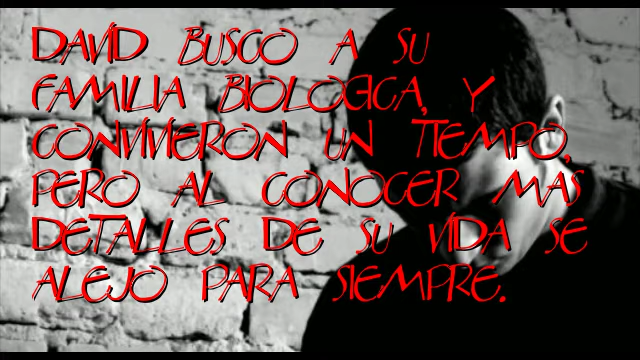 DAVID BUSCO A SU
FAMILIA BIOLOGICA, Y
CONVIVIERON UN TIEMPO,
PERO AL CONOCER MAS
DETALLES DE SU VIDA SE
ALEJO PARA SIEMPRE.